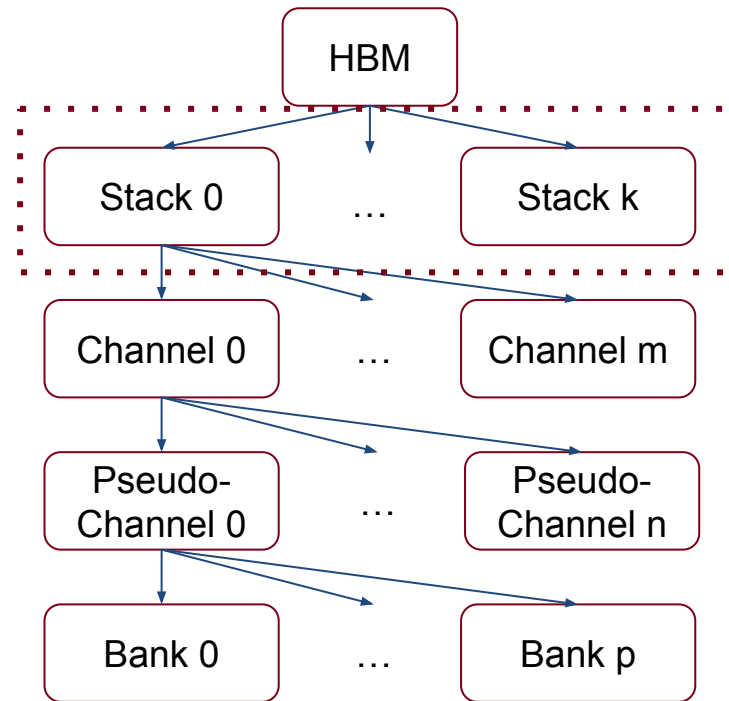 HBM
Stack 0
...
Stack k
Channel 0
...
Channel m
Pseudo-
Channel 0
...
Pseudo-
Channel n
Bank 0
...
Bank p